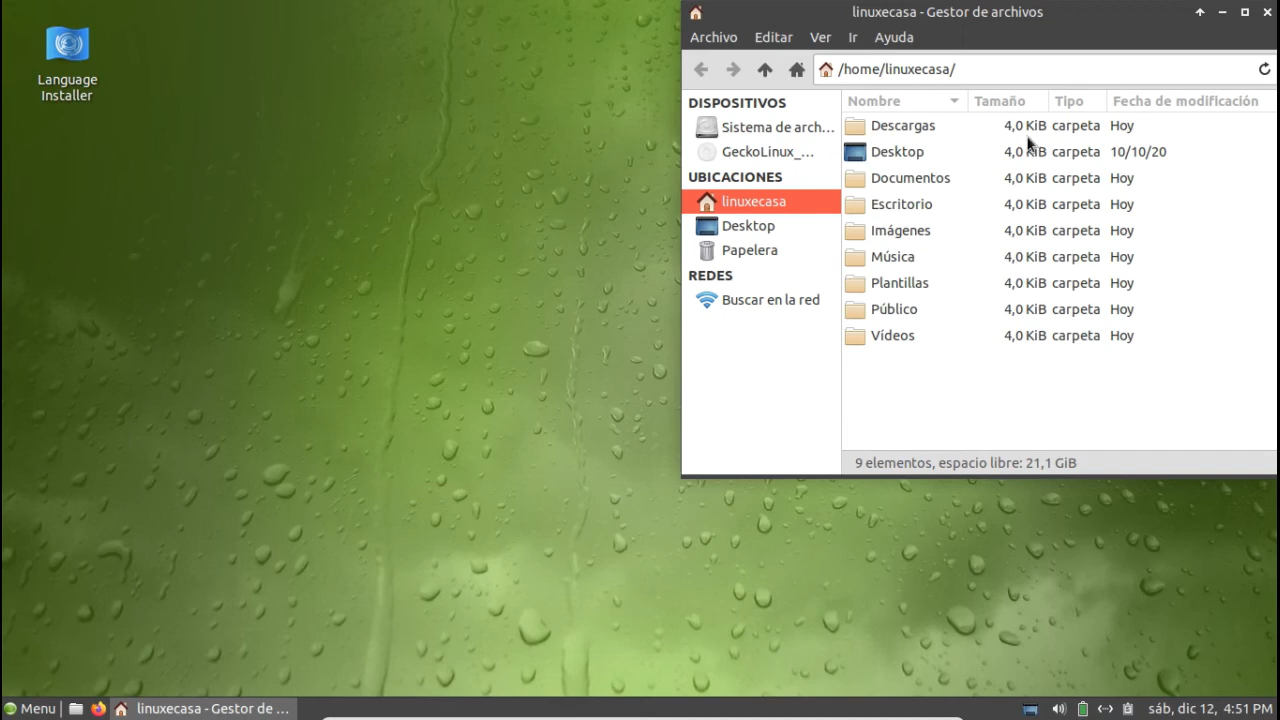 Language
Installer
linuxecasa - Gestor de archivos
Archivo Editar Ver Ir Ayuda
/home/linuxecasa/
DISPOSITIVOS
Sistema de arch...
GeckoLinux_...
UBICACIONES
linuxecasa
Desktop
Papelera
REDES
Buscar en la red
Nombre Tamaño Tipo Fecha de modificación
Descargas 4,0 KiB carpeta Hoy
Desktop 4,0 KiB carpeta 10/10/20
Documentos 4,0 KiB carpeta Hoy
Escritorio 4,0 KiB carpeta Hoy
Imágenes 4,0 KiB carpeta Hoy
Música 4,0 KiB carpeta Hoy
Plantillas 4,0 KiB carpeta Hoy
Público 4,0 KiB carpeta Hoy
Vídeos 4,0 KiB carpeta Hoy
9 elementos, espacio libre: 21,1 GiB
Menu linuxecasa - Gestor de ... sáb, dic 12, 4:51 PM